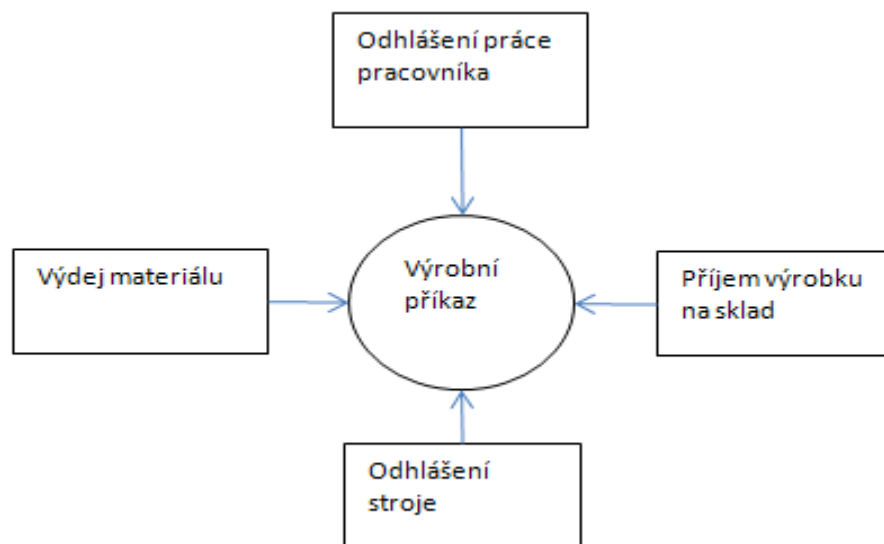 Odhlášení práce
pracovníka
Výdej materiálu
Výrobní
příkaz
Příjem výrobku
na sklad
Odhlášení
stroje